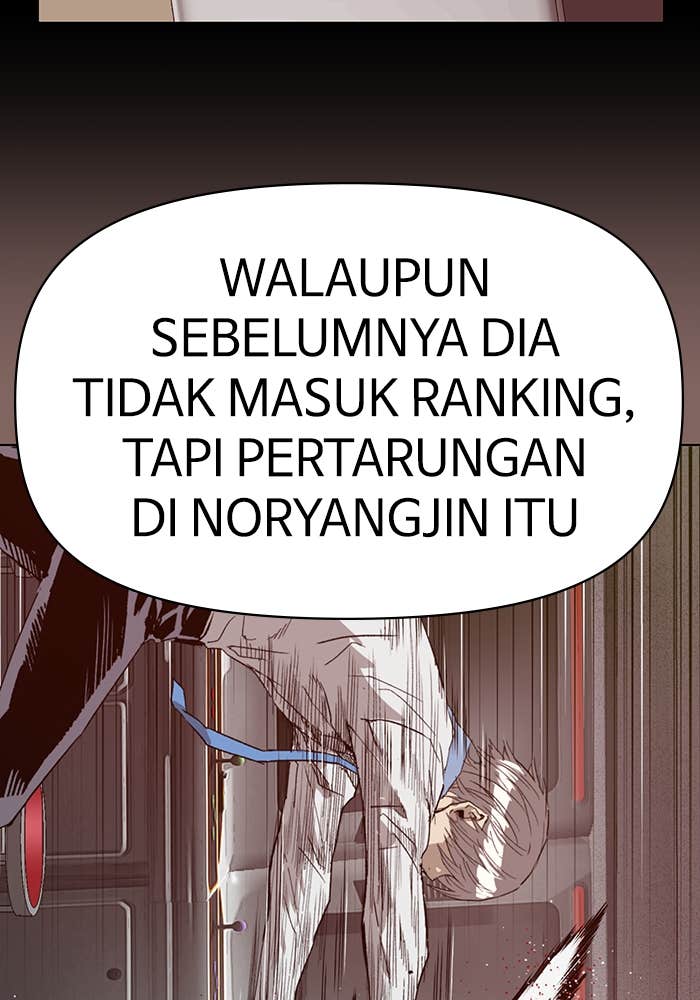 WALAUPUN
SEBELUMNYA DIA
TIDAK MASUK RANKING,
TAPI PERTARUNGAN
DI NORYANGJIN ITU